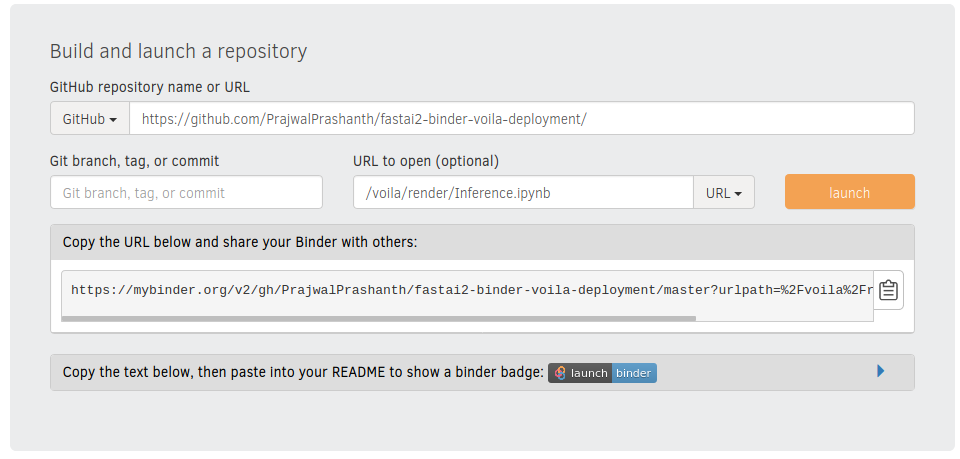 Build and launch a repository
GitHub repository name or URL
GitHub https://github.com/PrajwalPrashanth/fastai2-binder-voila-deployment/
Git branch, tag, or commit URL to open (optional)
Git branch, tag, or commit /voila/render/Inference.ipynb URL launch
Copy the URL below and share your Binder with others:
https://mybinder.org/v2/gh/PrajwalPrashanth/fastai2-binder-voila-deployment/master?urlpath=%2Fvoila%2Fr
Copy the text below, then paste into your README to show a binder badge: launch binder